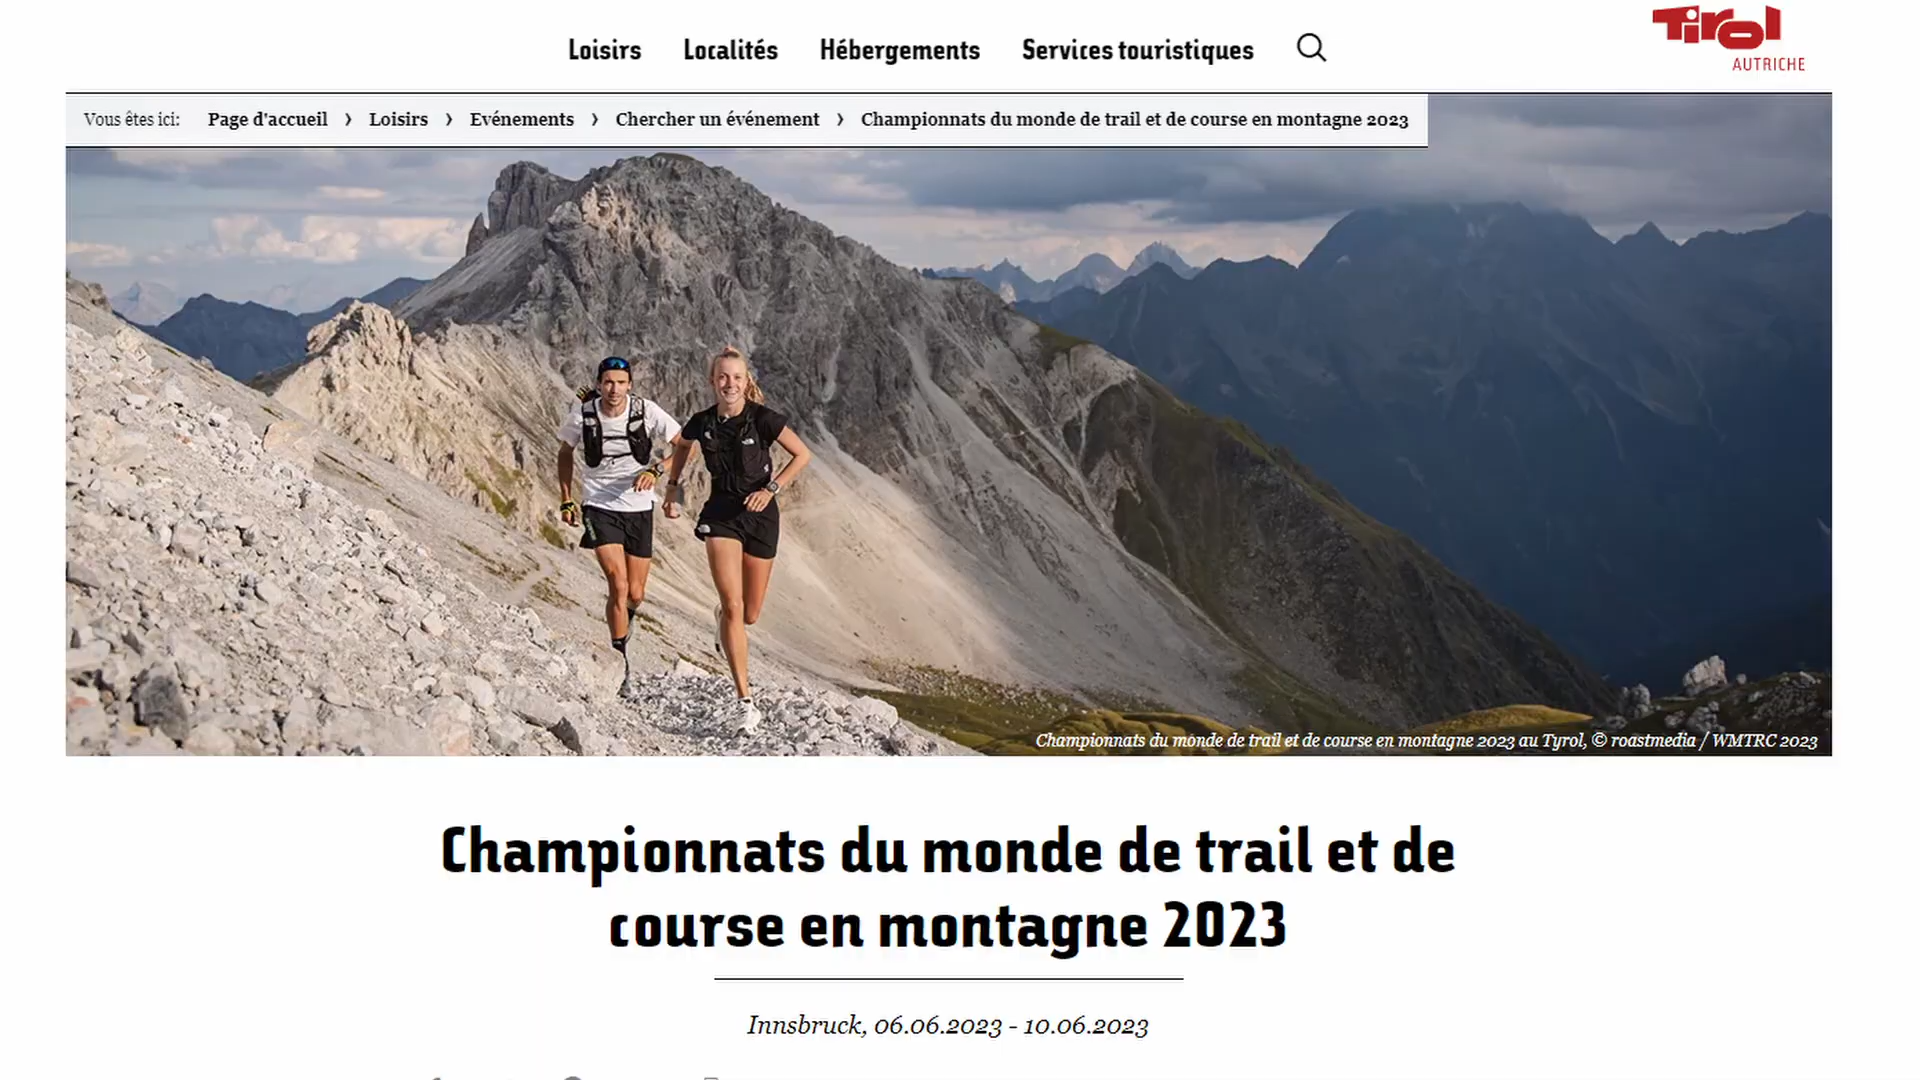 Loisirs Localités Hébergements Services touristiques
Tirol
AUTRICHE
Vous êtes ici: Page d'accueil › Loisirs › Evénements › Chercher un événement › Championnats du monde de trail et de course en montagne 2023
Championnats du monde de trail et de course en montagne 2023 au Tyrol, © roastmedia / WMTRC 2023
Championnats du monde de trail et de
course en montagne 2023
Innsbruck, 06.06.2023 - 10.06.2023